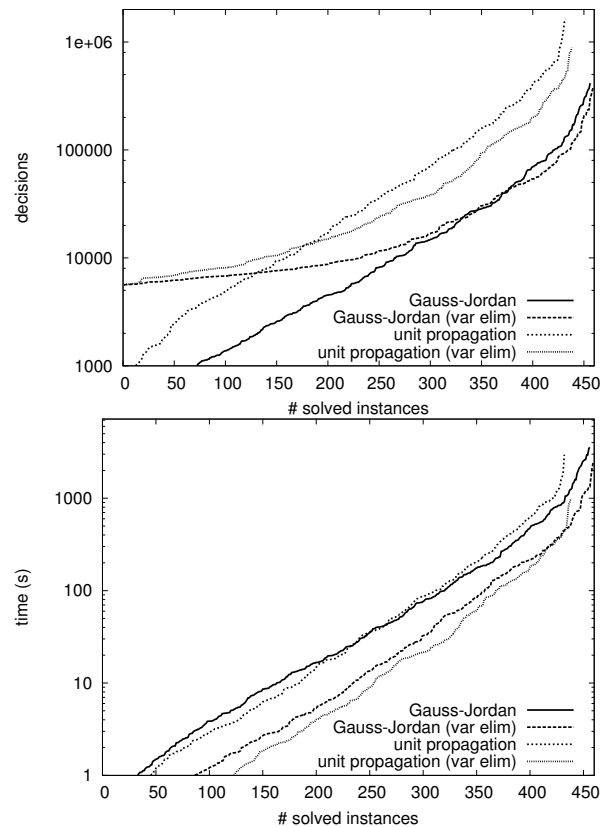 1e+06
100000
10000
1000
decisions
Gauss-Jordan
Gauss-Jordan (var elim)
unit propagation
unit propagation (var elim)
0 50 100 150 200 250 300 350 400 450
# solved instances
1000
100
10
1
time (s)
Gauss-Jordan
Gauss-Jordan (var elim)
unit propagation
unit propagation (var elim)
0 50 100 150 200 250 300 350 400 450
# solved instances